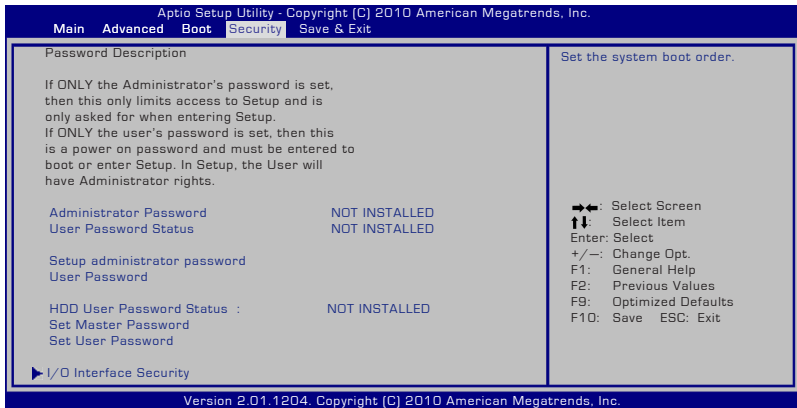 Aptio Setup Utility - Copyright (C) 2010 American Megatrends, Inc.
Main Advanced Boot Security Save & Exit
Password Description
If ONLY the Administrator's password is set,
then this only limits access to Setup and is
only asked for when entering Setup.
If ONLY the user's password is set, then this
is a power on password and must be entered to
boot or enter Setup. In Setup, the User will
have Administrator rights.
Administrator Password NOT INSTALLED
User Password Status NOT INSTALLED
Setup administrator password
User Password
HDD User Password Status : NOT INSTALLED
Set Master Password
Set User Password
I/O Interface Security
Set the system boot order.
→←: Select Screen
↑↓: Select Item
Enter: Select
+/—: Change Opt.
F1: General Help
F2: Previous Values
F9: Optimized Defaults
F10: Save ESC: Exit
Version 2.01.1204. Copyright (C) 2010 American Megatrends, Inc.